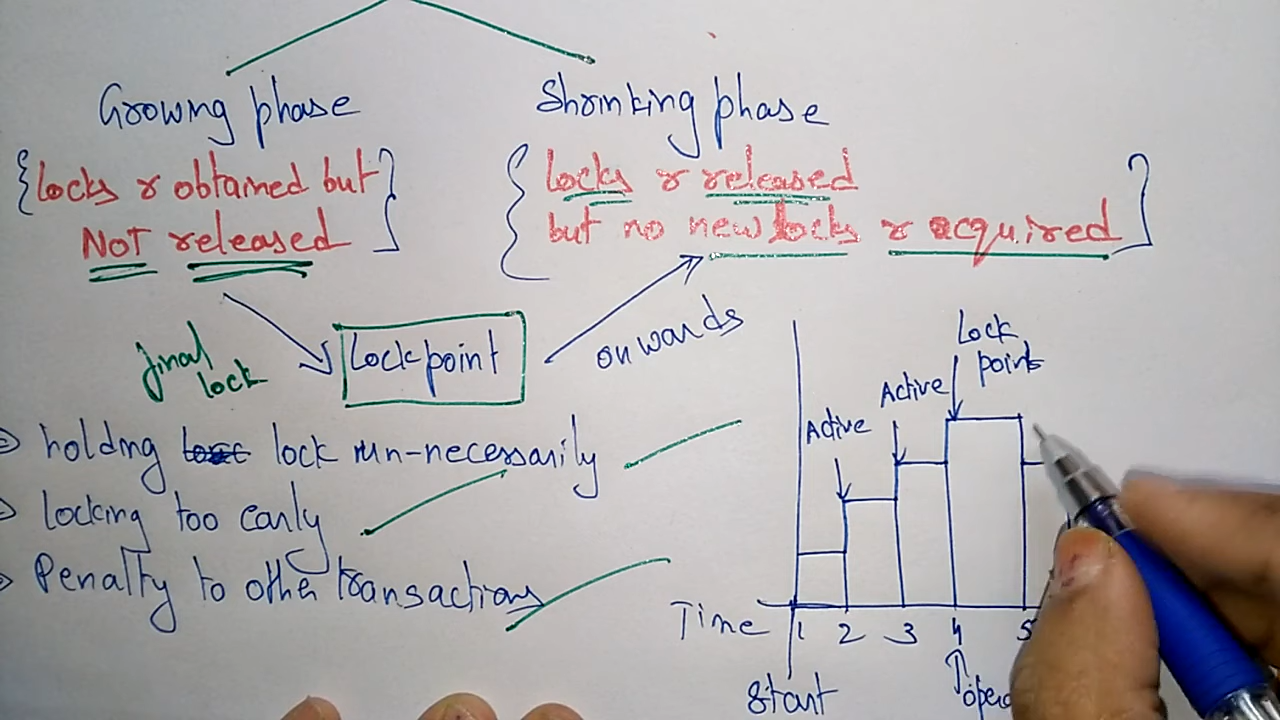 Growing phase
Shrinking phase
{locks r obtained but
NOT released}
{locks r released
but no new locks r acquired}
final
lock
Lock point
onwards
holding lock un-necessarily
locking too early
Penalty to other transactions
Lock
point
Active
Active
Time 1 2 3 4 5
Start